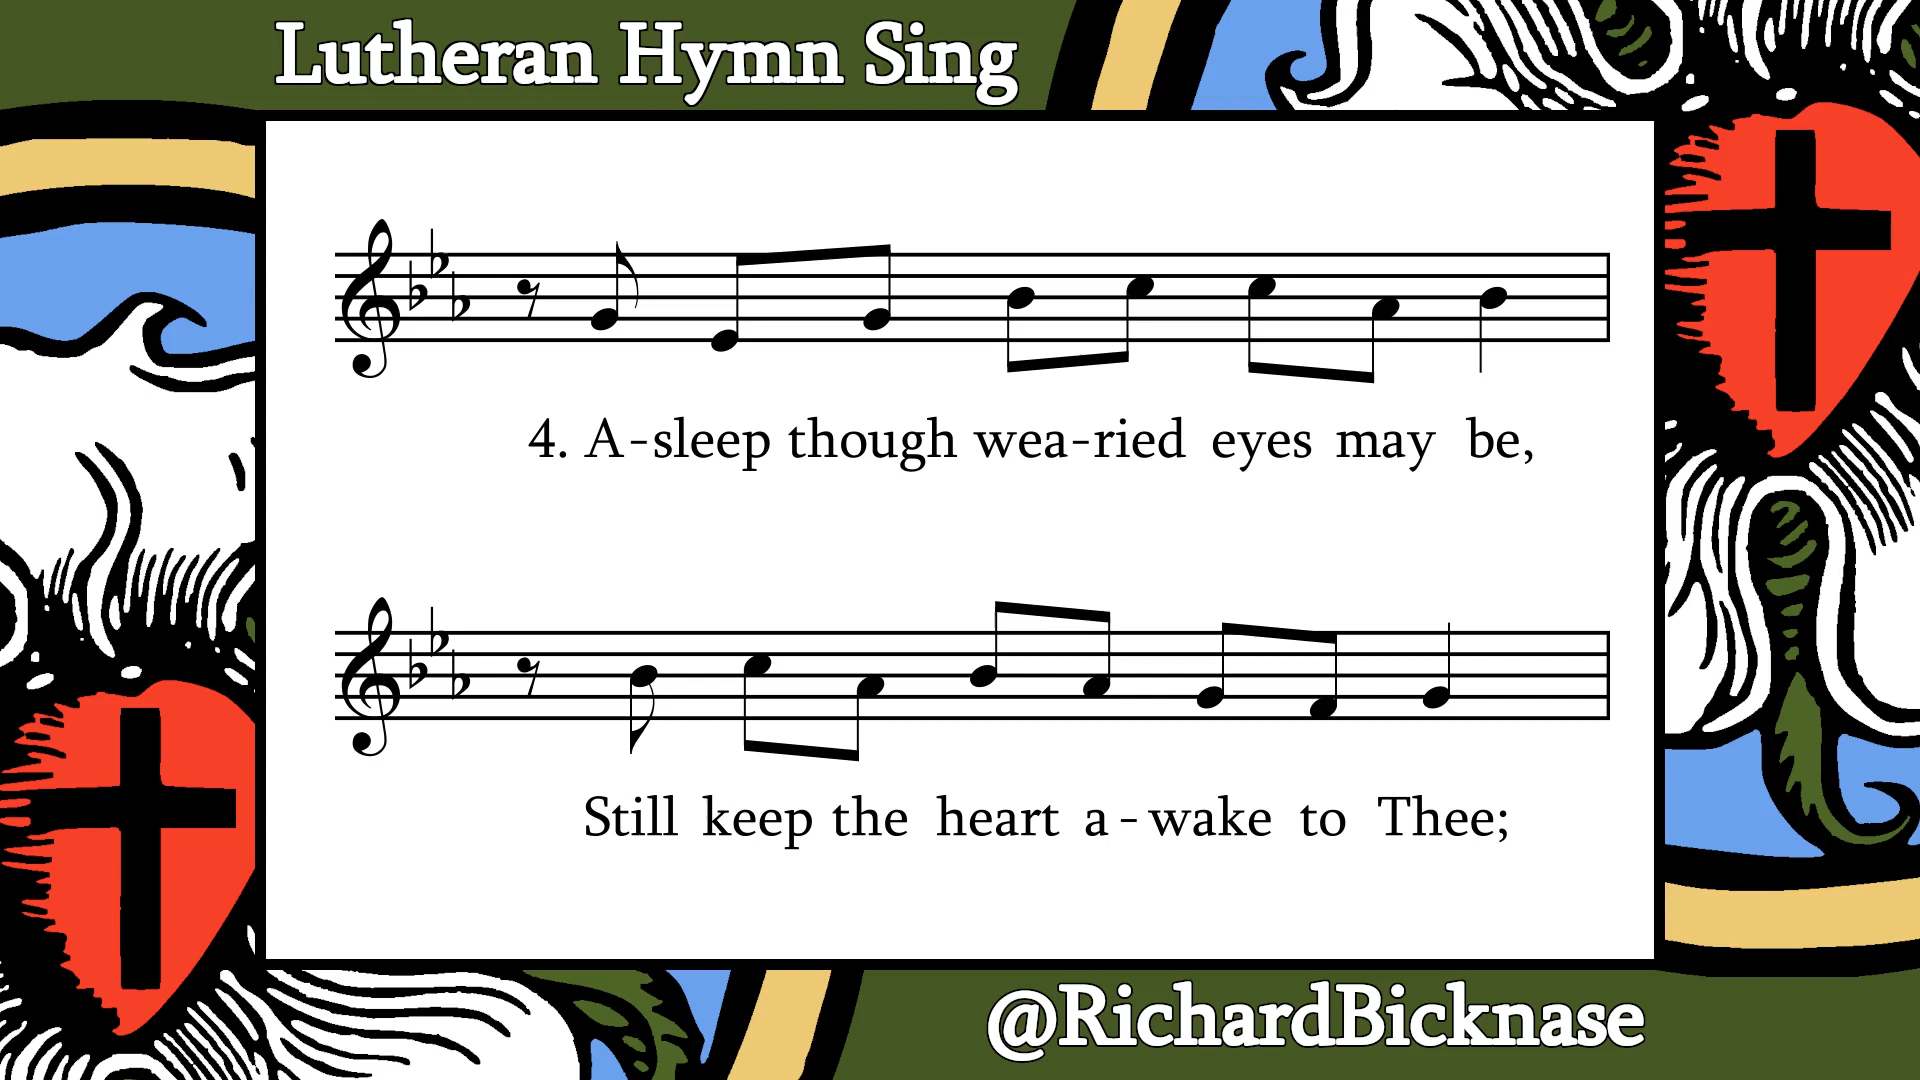 Lutheran Hymn Sing
4. A-sleep though wea-ried eyes may be,
Still keep the heart a-wake to Thee;
@RichardBicknase